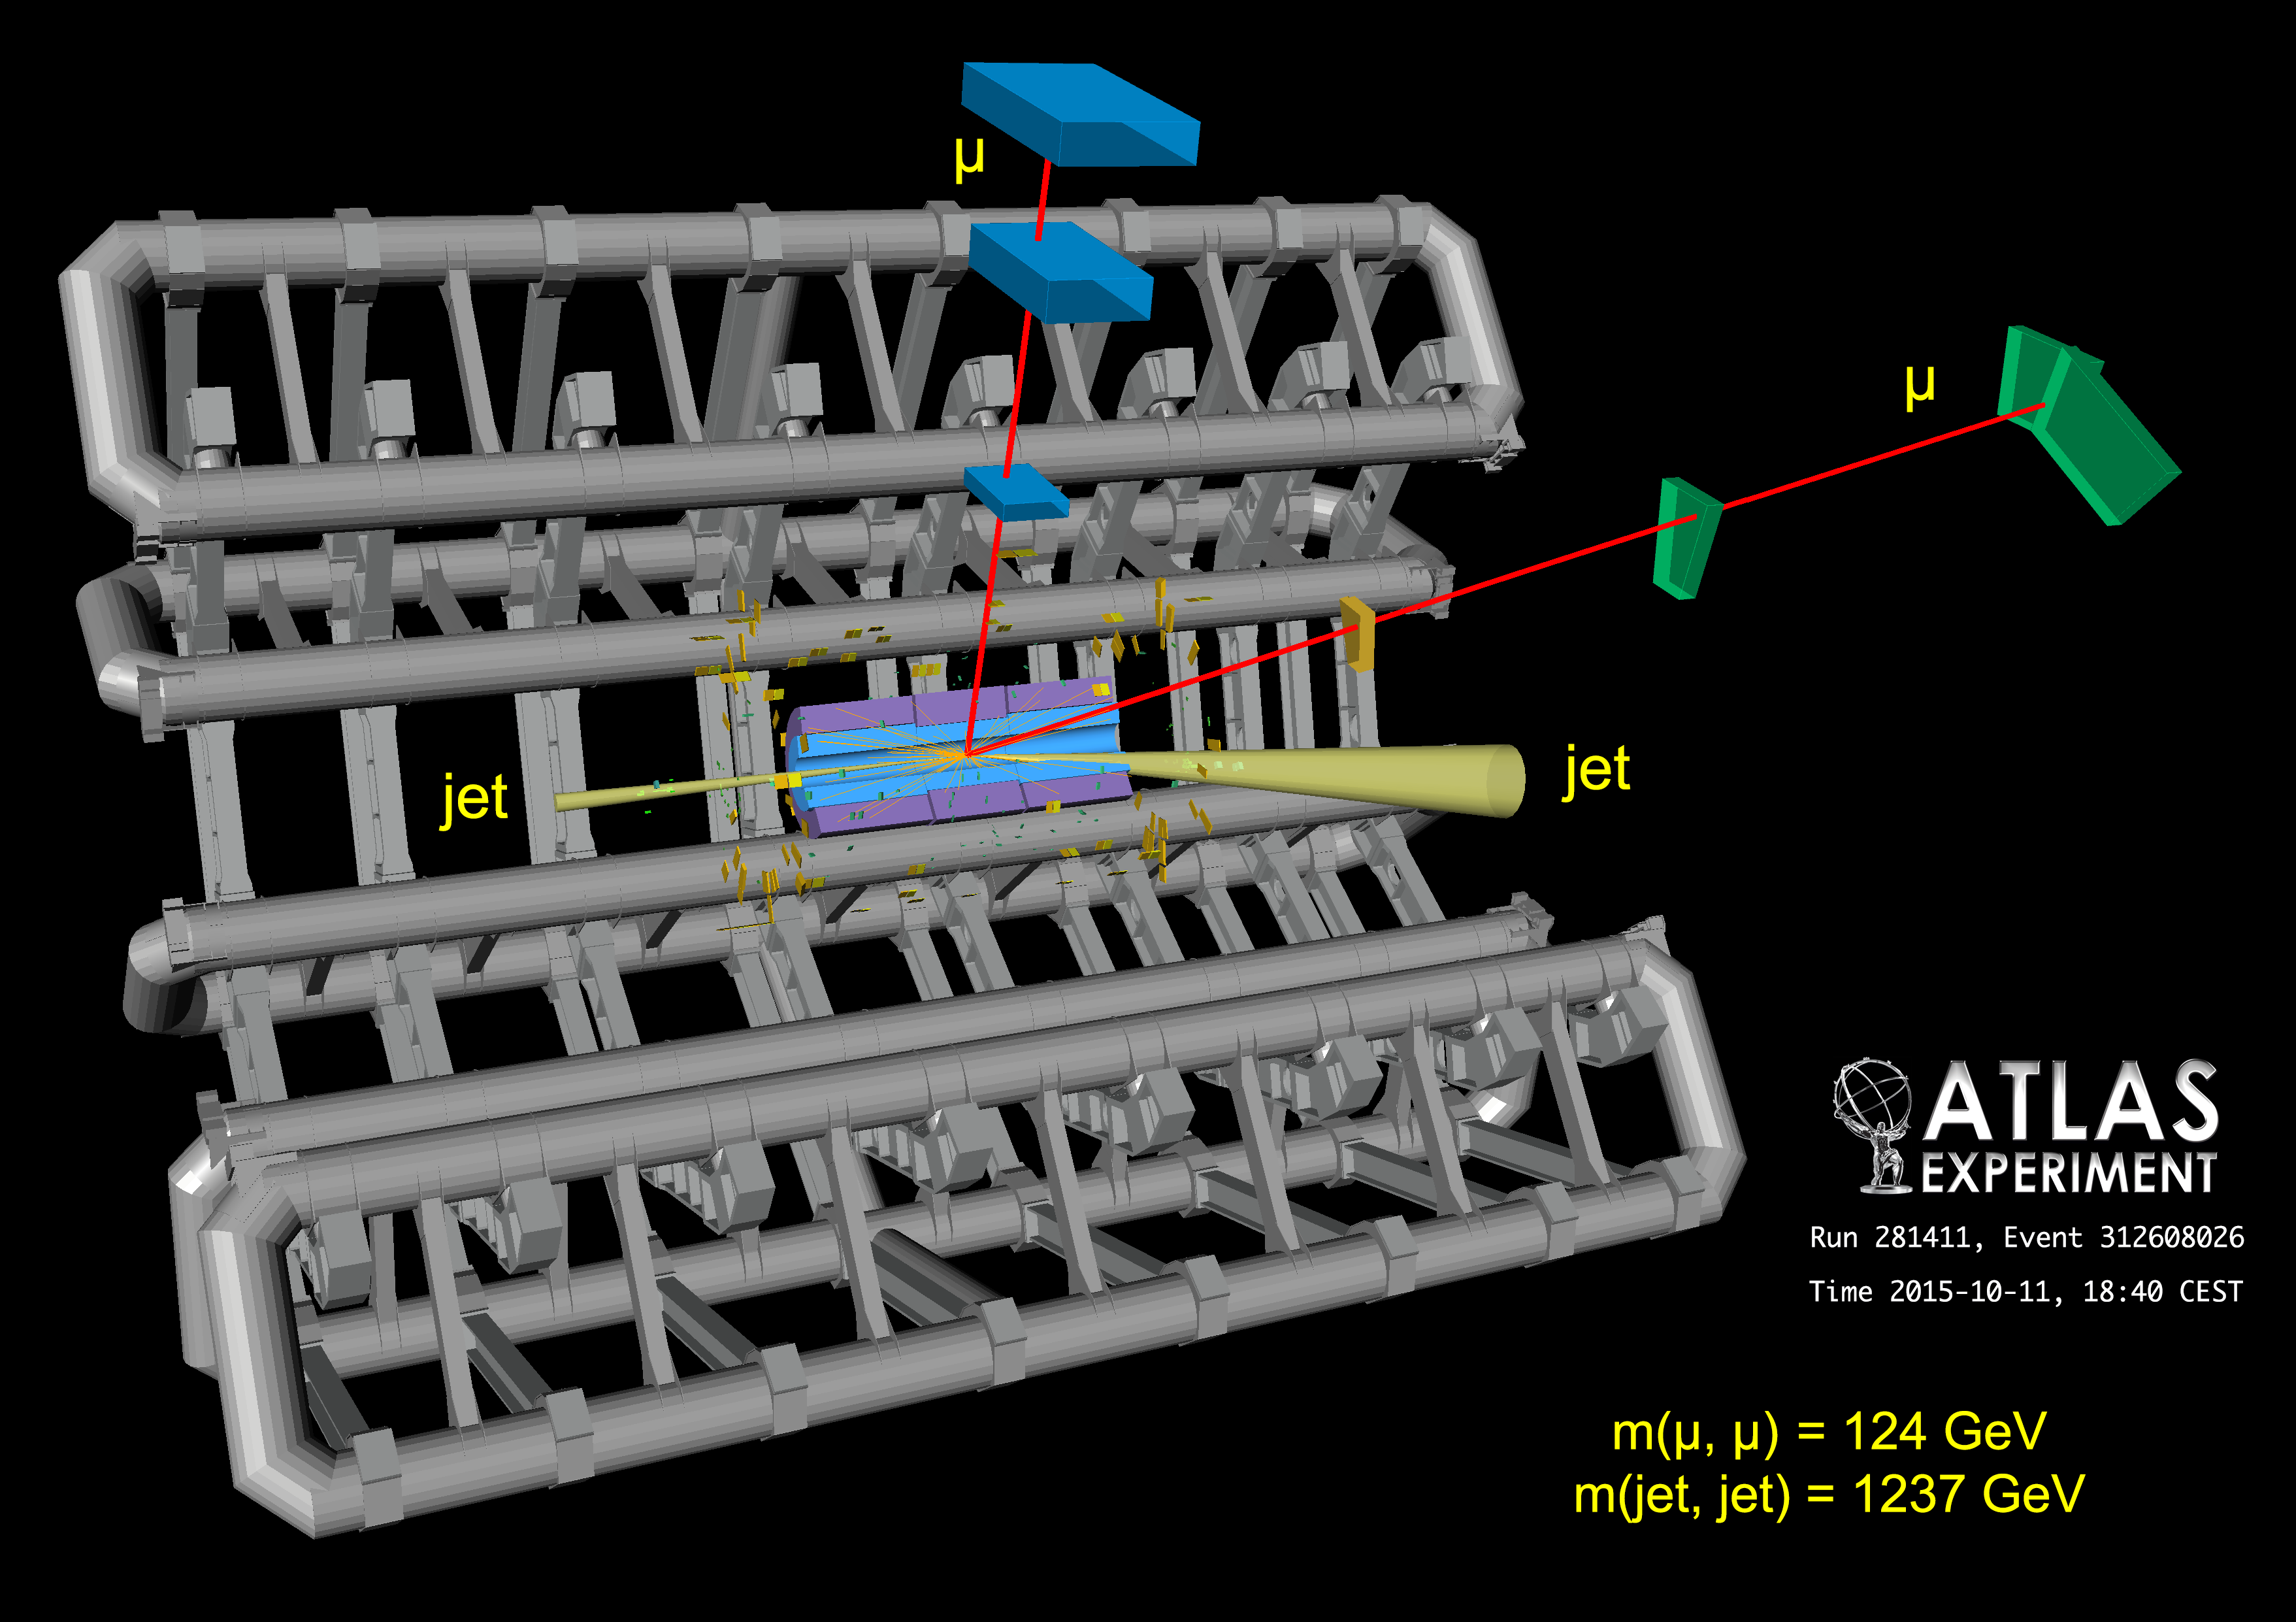 μ
μ
jet
jet
ATLAS
EXPERIMENT
Run 281411, Event 312608026
Time 2015-10-11, 18:40 CEST
m(μ, μ) = 124 GeV
m(jet, jet) = 1237 GeV